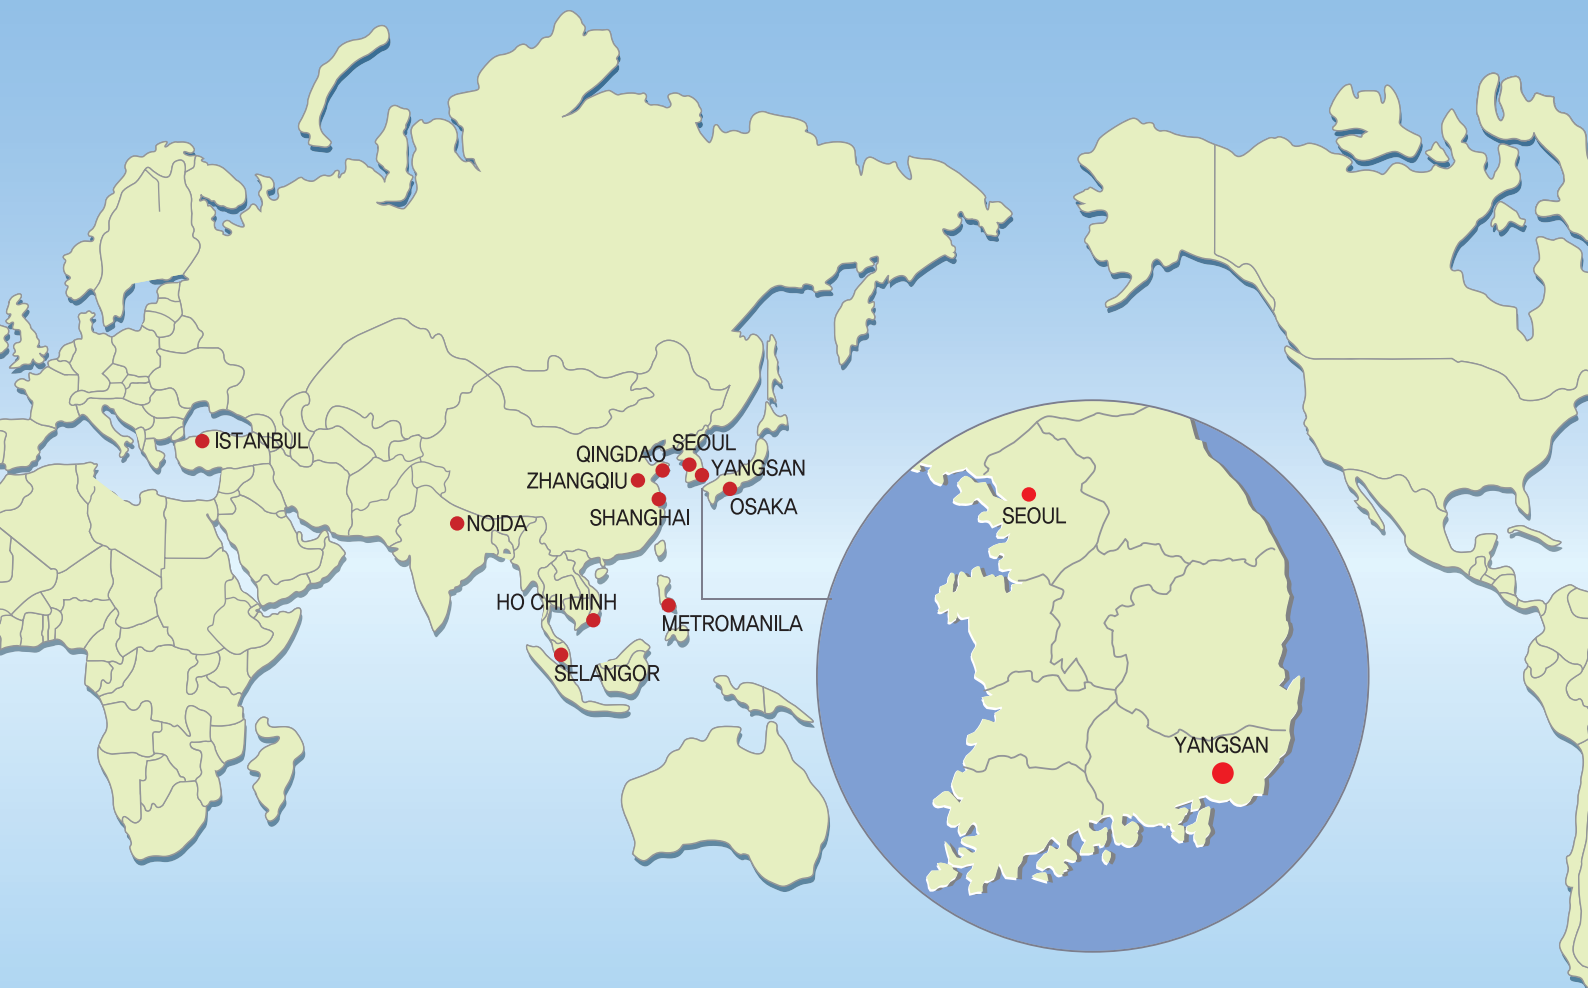 ISTANBUL
QINGDAO
SEOUL
ZHANGQIU
YANGSAN
OSAKA
SHANGHAI
NOIDA
HO CHI MINH
METROMANILA
SELANGOR
SEOUL
YANGSAN